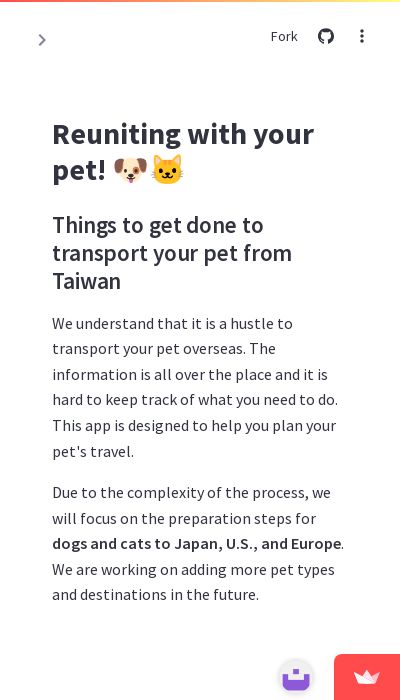 Fork
Reuniting with your
pet! 🐶🐱
Things to get done to
transport your pet from
Taiwan
We understand that it is a hustle to
transport your pet overseas. The
information is all over the place and it is
hard to keep track of what you need to do.
This app is designed to help you plan your
pet's travel.
Due to the complexity of the process, we
will focus on the preparation steps for
dogs and cats to Japan, U.S., and Europe.
We are working on adding more pet types
and destinations in the future.